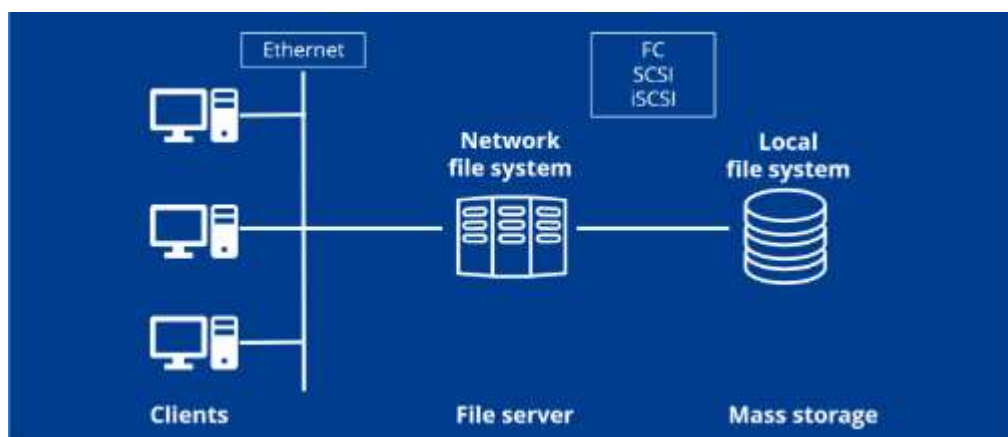 Ethernet
FC
SCSI
iSCSI
Network
file system
Local
file system
Clients
File server
Mass storage